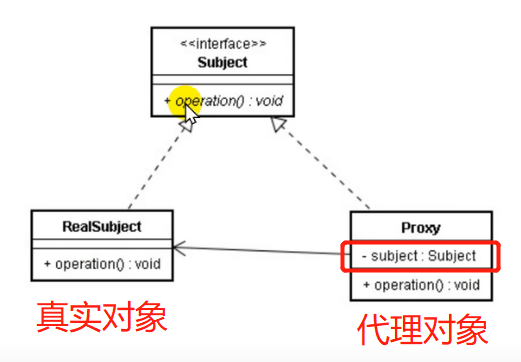 <<interface>>
Subject
+ operation() : void
RealSubject
+ operation() : void
Proxy
- subject : Subject
+ operation() : void
真实对象
代理对象